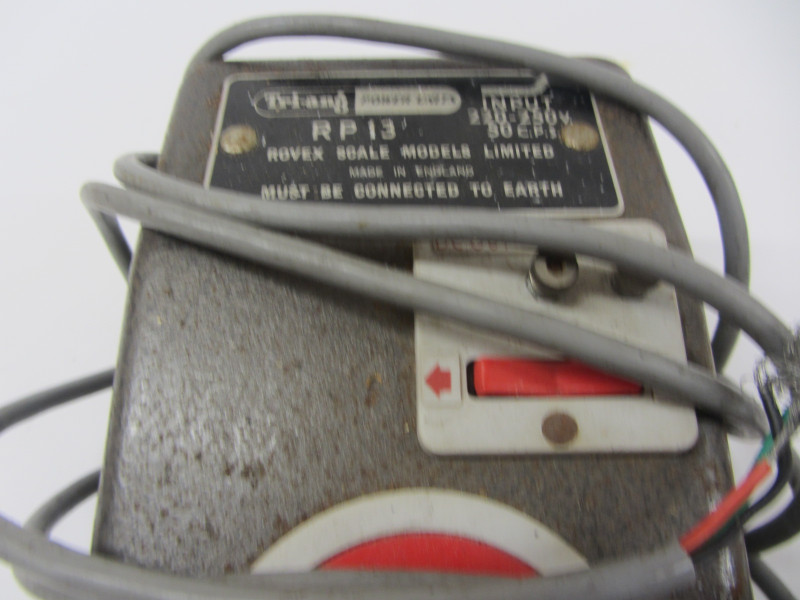 Tri-ang POWER UNIT INPUT
220-250V.
RP13 50 C.P.S
ROVEX SCALE MODELS LIMITED
MADE IN ENGLAND
MUST BE CONNECTED TO EARTH